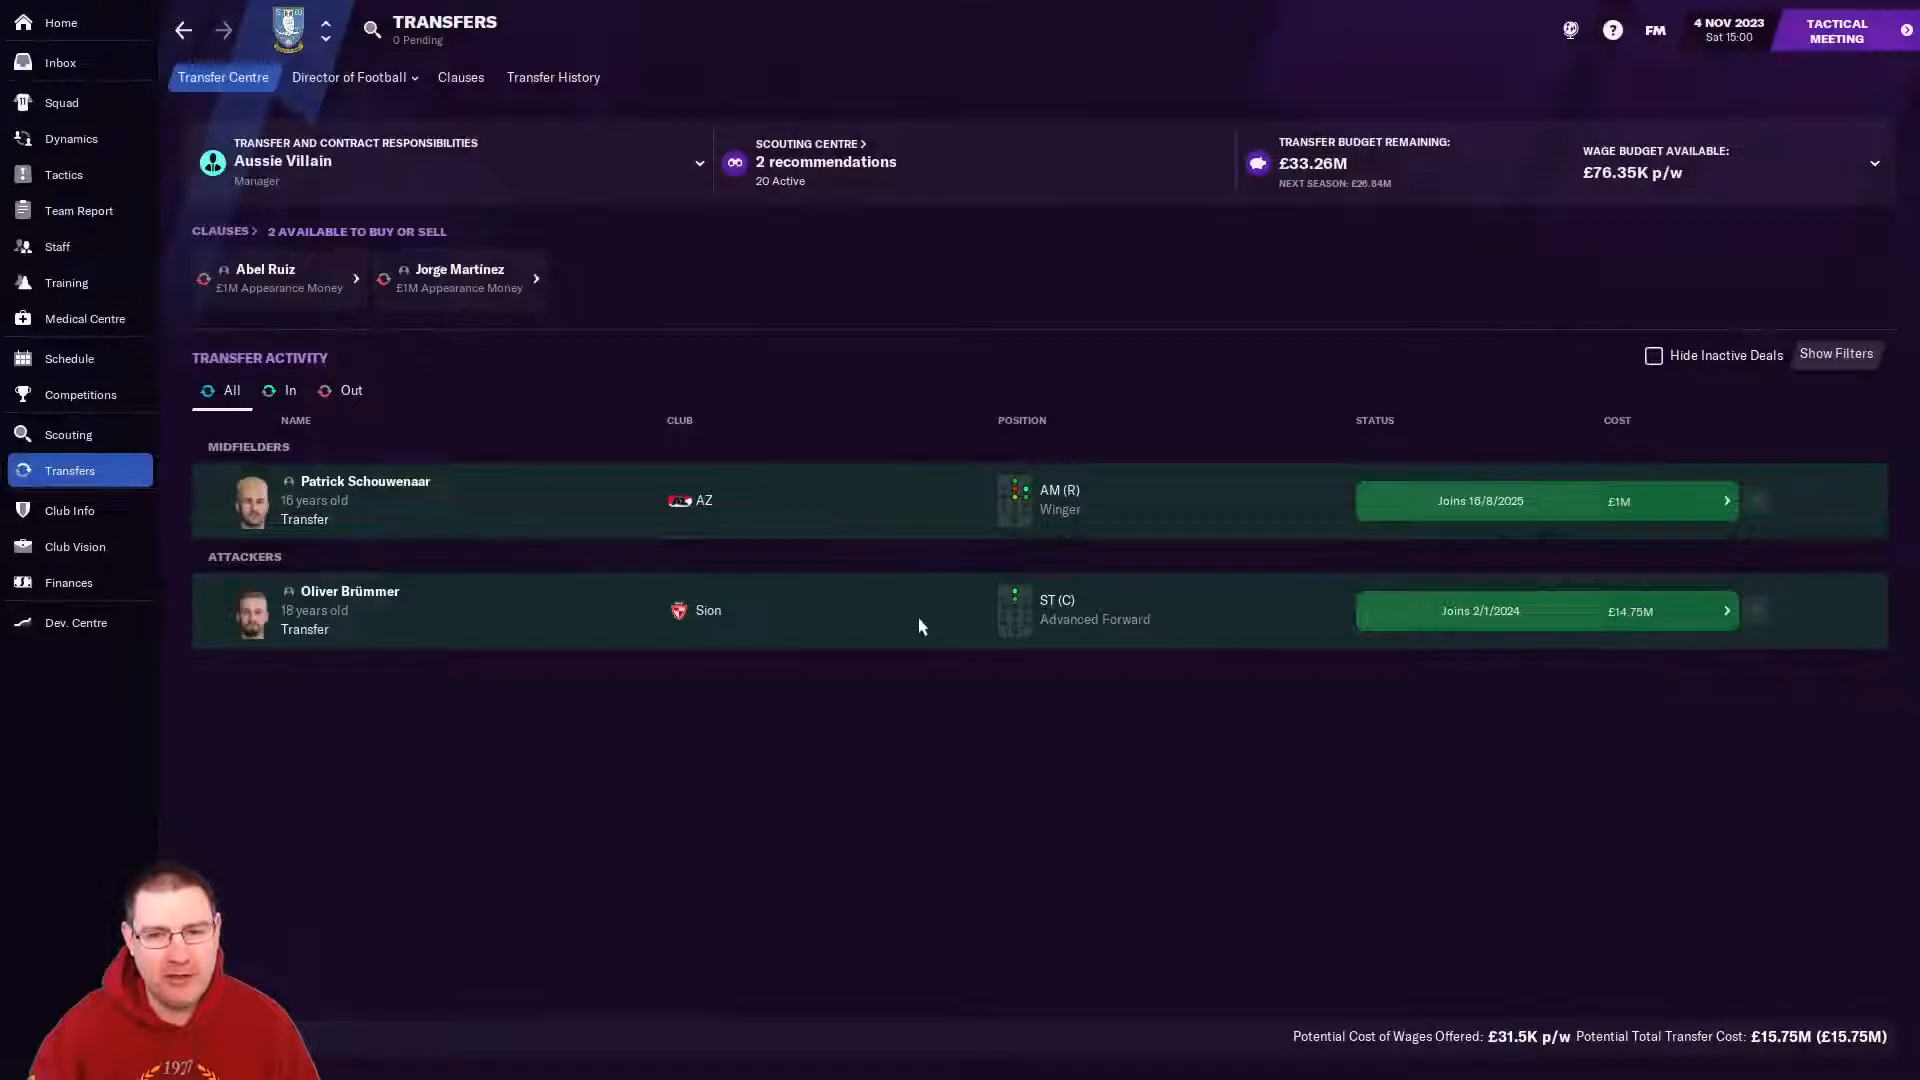 Home
Inbox
Squad
Dynamics
Tactics
Team Report
Staff
Training
Medical Centre
Schedule
Competitions
Scouting
Transfers
Club Info
Club Vision
Finances
Dev. Centre
TRANSFERS
0 Pending
FM
4 NOV 2023
Sat 15:00
TACTICAL
MEETING
Transfer Centre
Director of Football
Clauses
Transfer History
TRANSFER AND CONTRACT RESPONSIBILITIES
Aussie Villain
Manager
SCOUTING CENTRE >
2 recommendations
20 Active
TRANSFER BUDGET REMAINING:
£33.26M
NEXT SEASON: £26.84M
WAGE BUDGET AVAILABLE:
£76.35K p/w
CLAUSES > 2 AVAILABLE TO BUY OR SELL
Abel Ruiz
£1M Appearance Money
Jorge Martínez
£1M Appearance Money
TRANSFER ACTIVITY
Hide Inactive Deals
Show Filters
All In Out
NAME CLUB POSITION STATUS COST
MIDFIELDERS
Patrick Schouwenaar
16 years old
Transfer
AZ
AM (R)
Winger
Joins 16/8/2025 £1M
ATTACKERS
Oliver Brümmer
18 years old
Transfer
Sion
ST (C)
Advanced Forward
Joins 2/1/2024 £14.75M
1977
Potential Cost of Wages Offered: £31.5K p/w Potential Total Transfer Cost: £15.75M (£15.75M)